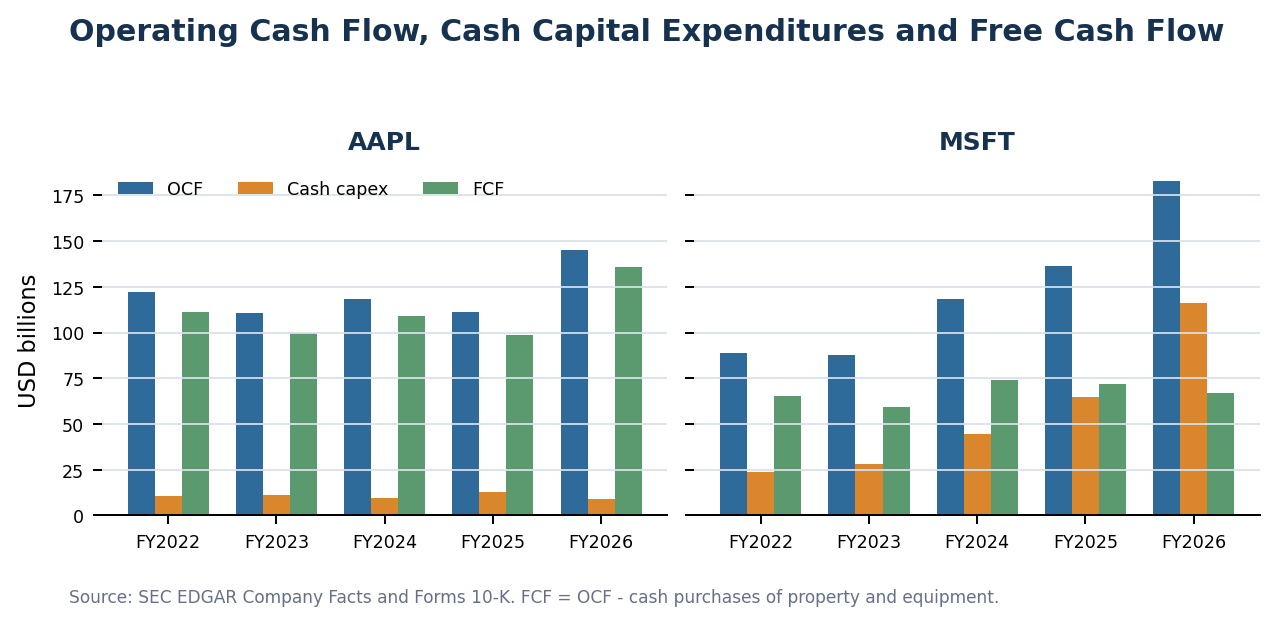 Operating Cash Flow, Cash Capital Expenditures and Free Cash Flow
AAPL
MSFT
OCF Cash capex FCF
USD billions
175
150
125
100
75
50
25
0
FY2022 FY2023 FY2024 FY2025 FY2026
FY2022 FY2023 FY2024 FY2025 FY2026
Source: SEC EDGAR Company Facts and Forms 10-K. FCF = OCF - cash purchases of property and equipment.